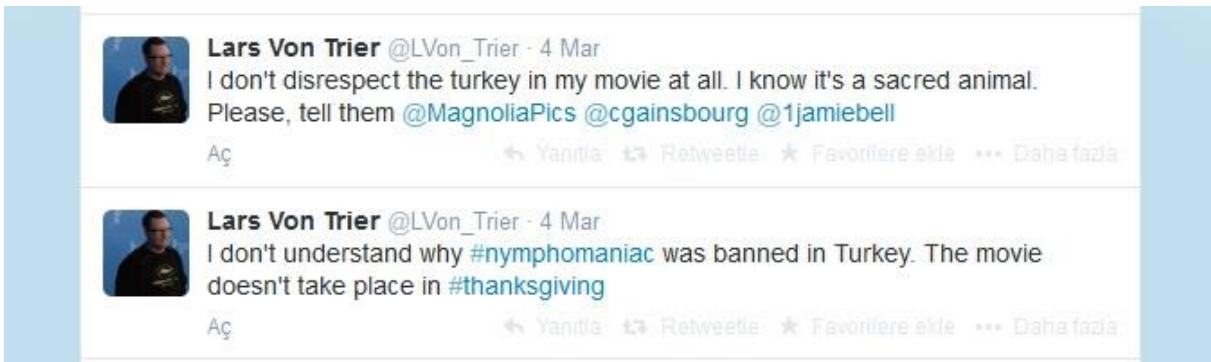 Lars Von Trier @LVon_Trier · 4 Mar
I don't disrespect the turkey in my movie at all. I know it's a sacred animal.
Please, tell them @MagnoliaPics @cgainsbourg @1jamiebell
Aç Yanıtla Retweetle Favorilere ekle Daha fazla
Lars Von Trier @LVon_Trier · 4 Mar
I don't understand why #nymphomaniac was banned in Turkey. The movie
doesn't take place in #thanksgiving
Aç Yanıtla Retweetle Favorilere ekle Daha fazla